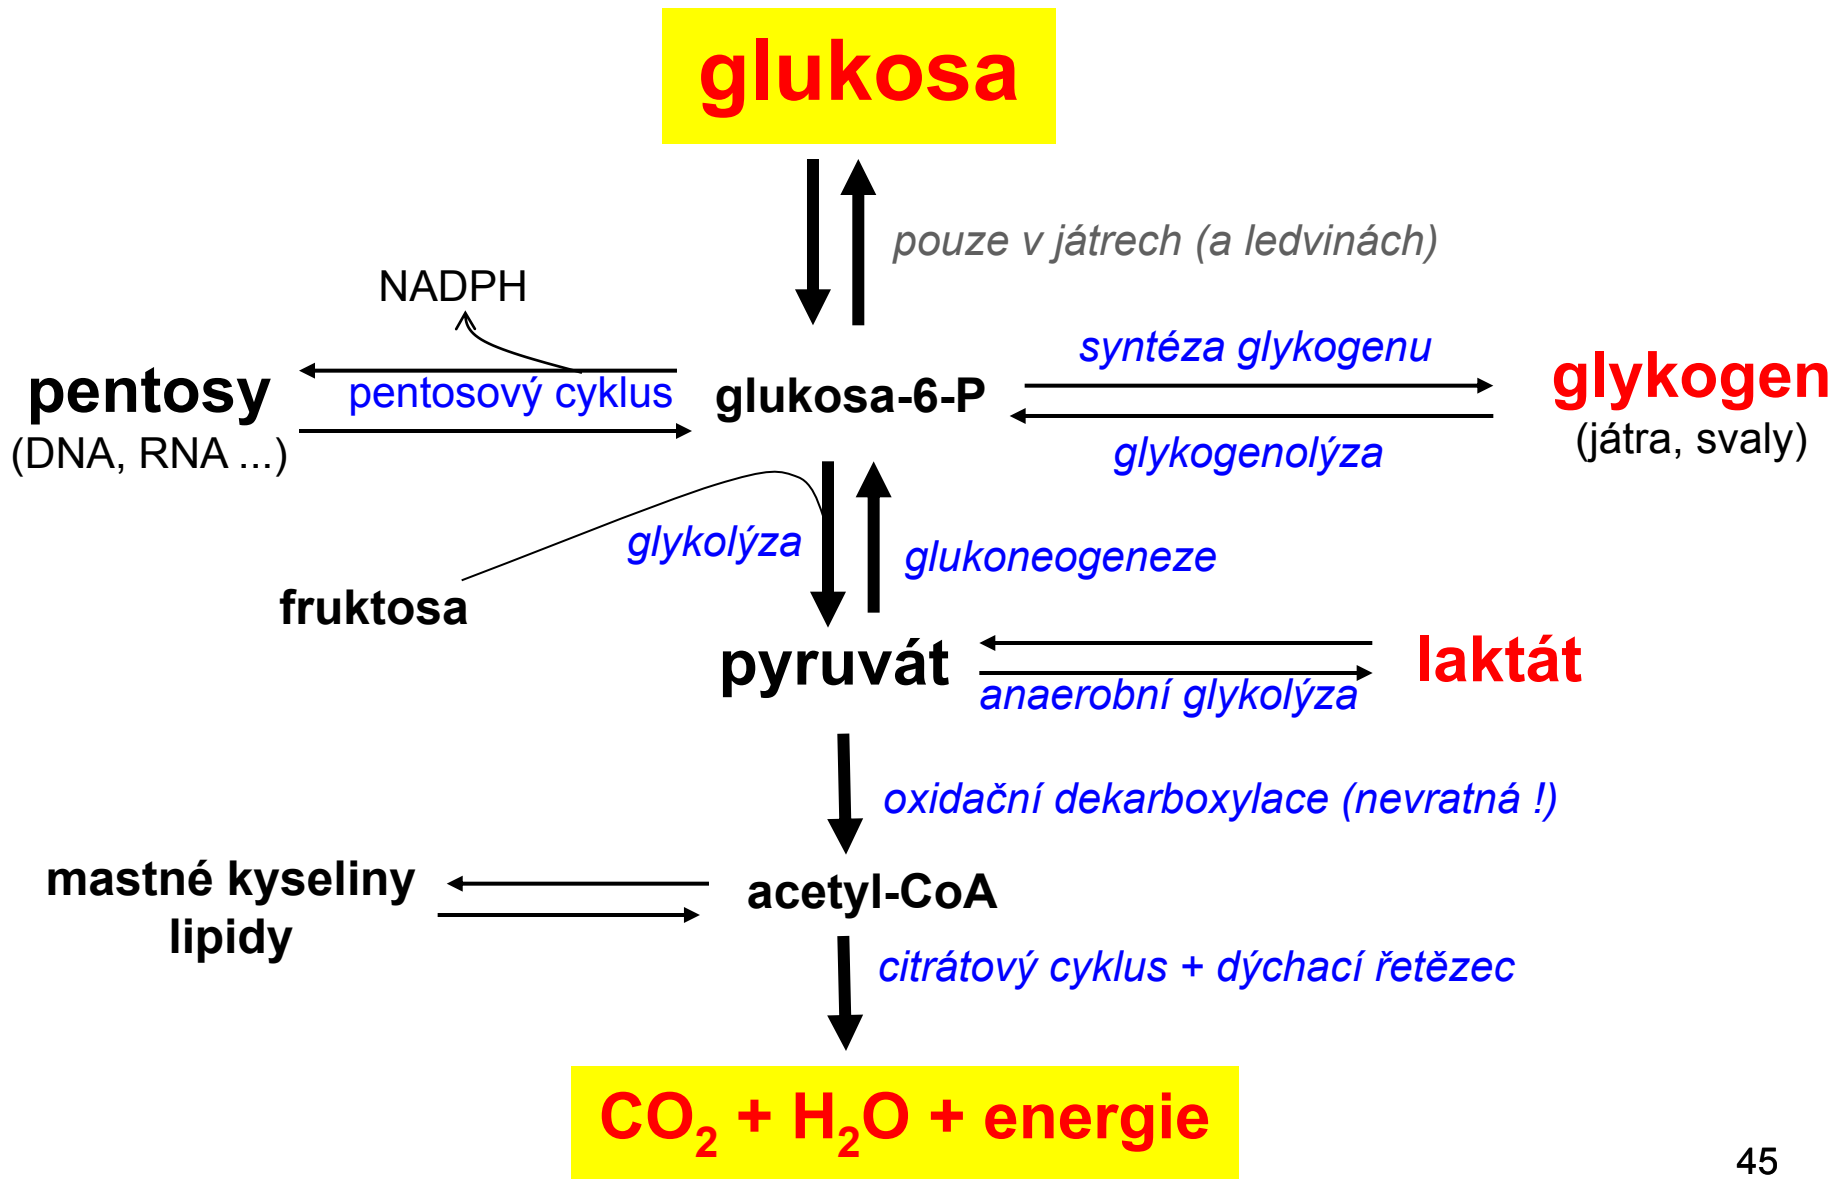 glukosa
pouze v játrech (a ledvinách)
NADPH
syntéza glykogenu
pentosy
pentosový cyklus
glukosa-6-P
glykogen
(DNA, RNA ...)
glykogenolýza
(játra, svaly)
glykolýza
glukoneogeneze
fruktosa
pyruvát
laktát
anaerobní glykolýza
oxidační dekarboxylace (nevratná !)
mastné kyseliny
lipidy
acetyl-CoA
citrátový cyklus + dýchací řetězec
CO₂ + H₂O + energie
45